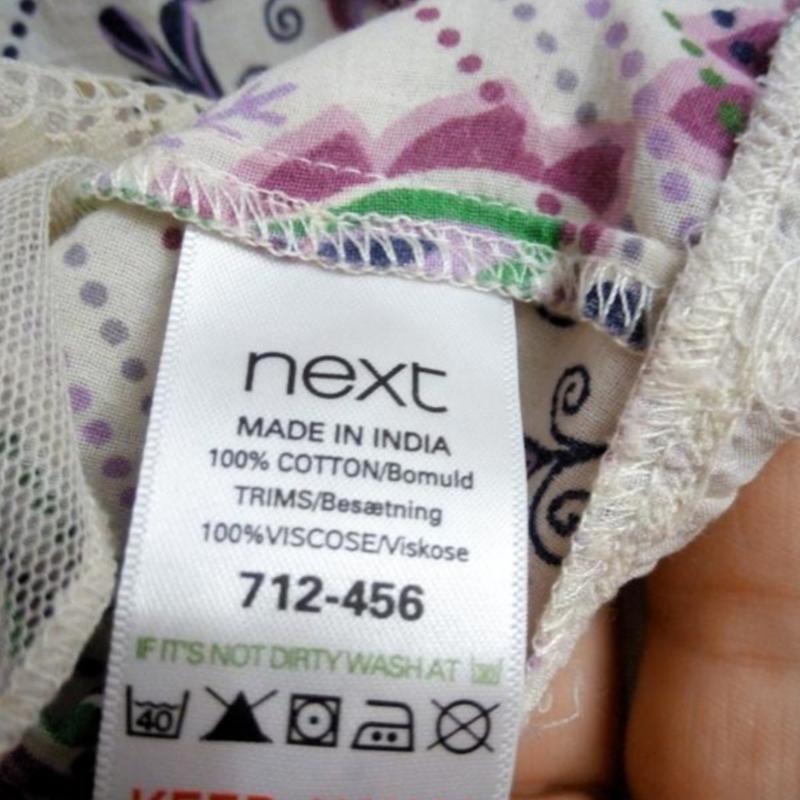 next
MADE IN INDIA
100% COTTON/Bomuld
TRIMS/Besætning
100%VISCOSE/Viskose
712-456
IF IT'S NOT DIRTY WASH AT
40
KEEP